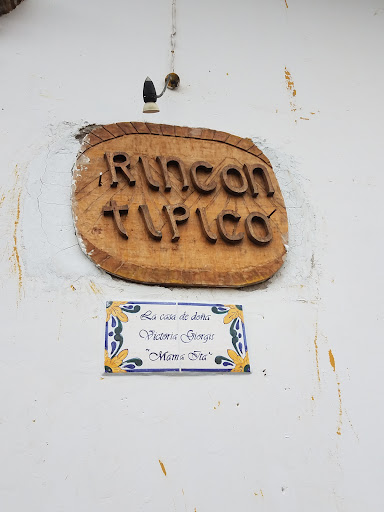 RINCON
TIPICO
La casa de doña
Victoria Giorgis
"Mama Ita"